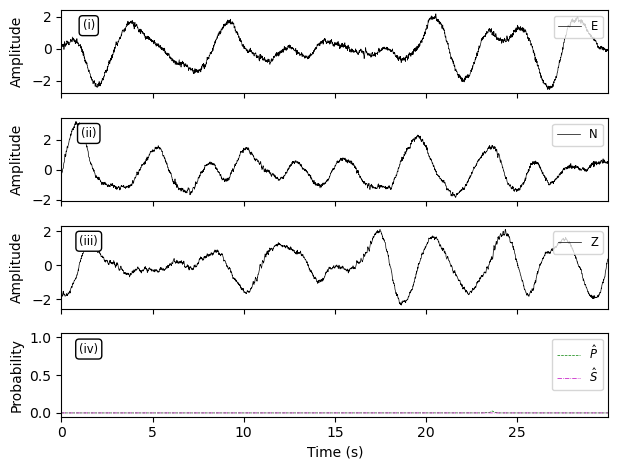 Amplitude
2
0
−2
(i)
E
Amplitude
2
0
−2
(ii)
N
Amplitude
2
0
−2
(iii)
Z
Probability
1.0
0.5
0.0
(iv)
P̂
Ŝ
0 5 10 15 20 25
Time (s)